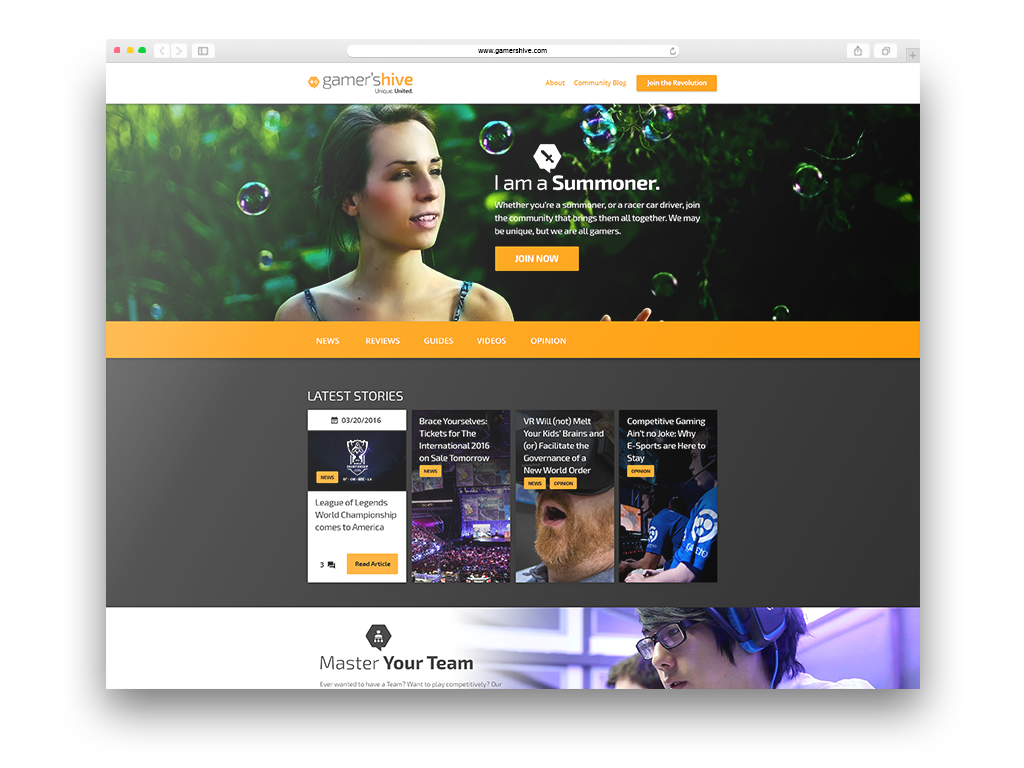 www.gamershive.com
gamer'shive
Unique. United.
About
Community Blog
Join the Revolution
I am a Summoner.
Whether you're a summoner, or a racer car driver, join
the community that brings them all together. We may
be unique, but we are all gamers.
JOIN NOW
NEWS
REVIEWS
GUIDES
VIDEOS
OPINION
LATEST STORIES
03/20/2016
NEWS
League of Legends
World Championship
comes to America
3
Read Article
Brace Yourselves:
Tickets for The
International 2016
on Sale Tomorrow
NEWS
VR Will (not) Melt
Your Kids' Brains and
(or) Facilitate the
Governance of a
New World Order
NEWS
OPINION
Competitive Gaming
Ain't no Joke: Why
E-Sports are Here to
Stay
OPINION
Master Your Team
Ever wanted to have a Team? Want to play competitively? Our